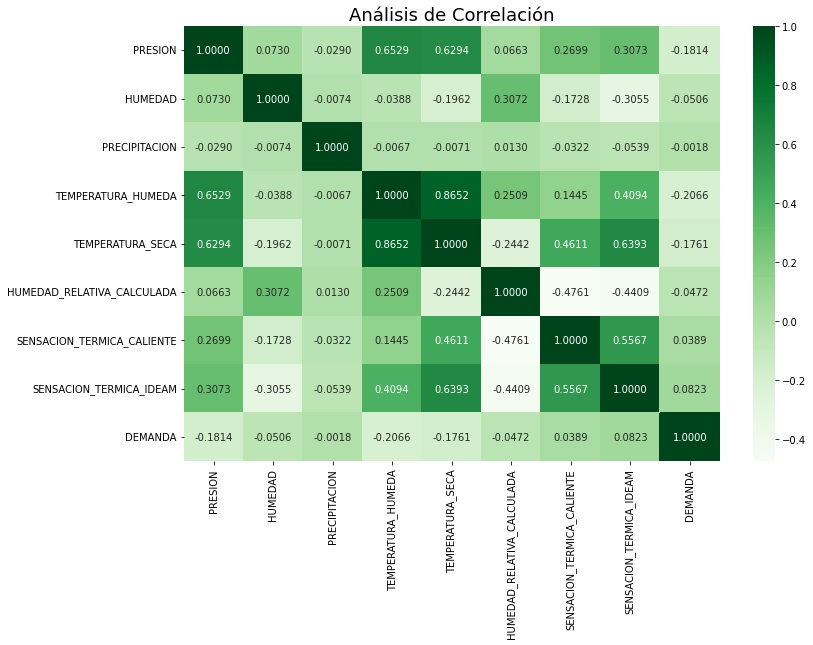 Análisis de Correlación
PRESION 1.0000 0.0730 -0.0290 0.6529 0.6294 0.0663 0.2699 0.3073 -0.1814
HUMEDAD 0.0730 1.0000 -0.0074 -0.0388 -0.1962 0.3072 -0.1728 -0.3055 -0.0506
PRECIPITACION -0.0290 -0.0074 1.0000 -0.0067 -0.0071 0.0130 -0.0322 -0.0539 -0.0018
TEMPERATURA_HUMEDA 0.6529 -0.0388 -0.0067 1.0000 0.8652 0.2509 0.1445 0.4094 -0.2066
TEMPERATURA_SECA 0.6294 -0.1962 -0.0071 0.8652 1.0000 -0.2442 0.4611 0.6393 -0.1761
HUMEDAD_RELATIVA_CALCULADA 0.0663 0.3072 0.0130 0.2509 -0.2442 1.0000 -0.4761 -0.4409 -0.0472
SENSACION_TERMICA_CALIENTE 0.2699 -0.1728 -0.0322 0.1445 0.4611 -0.4761 1.0000 0.5567 0.0389
SENSACION_TERMICA_IDEAM 0.3073 -0.3055 -0.0539 0.4094 0.6393 -0.4409 0.5567 1.0000 0.0823
DEMANDA -0.1814 -0.0506 -0.0018 -0.2066 -0.1761 -0.0472 0.0389 0.0823 1.0000
PRESION
HUMEDAD
PRECIPITACION
TEMPERATURA_HUMEDA
TEMPERATURA_SECA
HUMEDAD_RELATIVA_CALCULADA
SENSACION_TERMICA_CALIENTE
SENSACION_TERMICA_IDEAM
DEMANDA
1.0
0.8
0.6
0.4
0.2
0.0
−0.2
−0.4